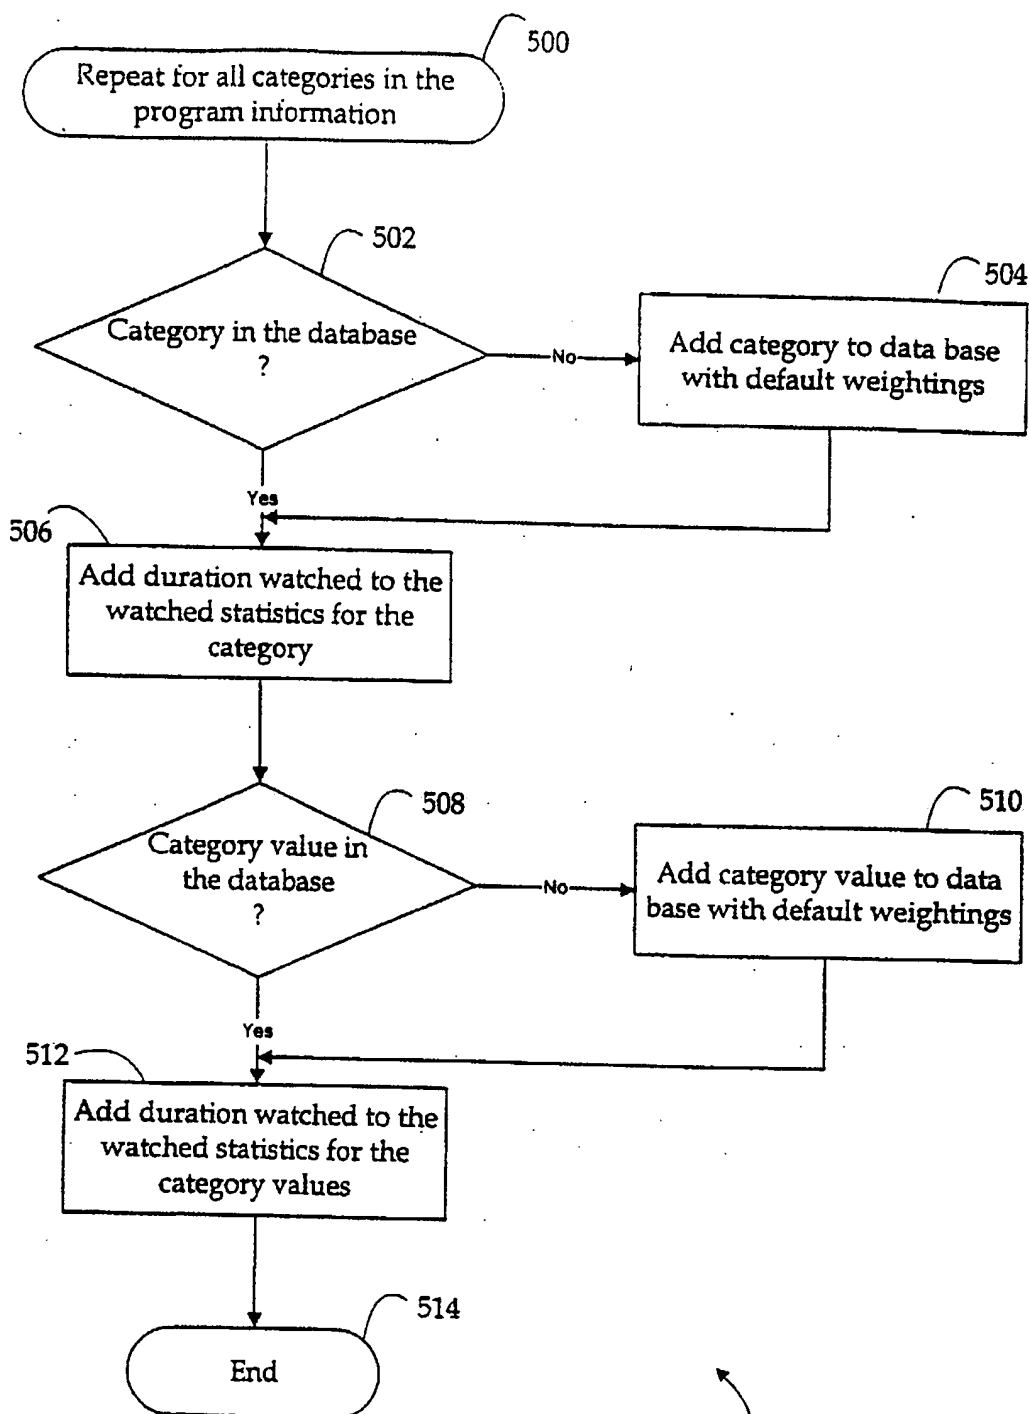 500
Repeat for all categories in the
program information
502
Category in the database
?
504
Add category to data base
with default weightings
No
Yes
506
Add duration watched to the
watched statistics for the
category
508
Category value in
the database
?
510
Add category value to data
base with default weightings
No
Yes
512
Add duration watched to the
watched statistics for the
category values
514
End